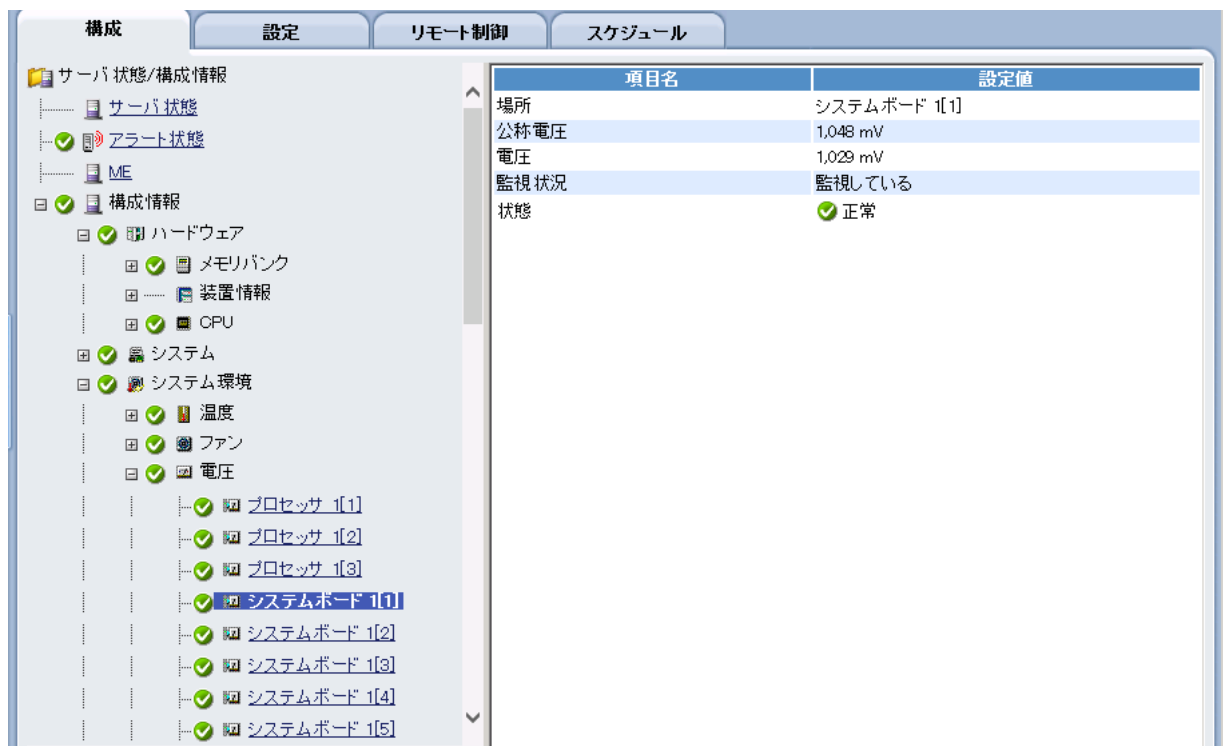 構成 設定 リモート制御 スケジュール
サーバ状態/構成情報
サーバ状態
アラート状態
ME
構成情報
ハードウェア
メモリバンク
装置情報
CPU
システム
システム環境
温度
ファン
電圧
プロセッサ 1[1]
プロセッサ 1[2]
プロセッサ 1[3]
システムボード 1[1]
システムボード 1[2]
システムボード 1[3]
システムボード 1[4]
システムボード 1[5]
項目名 設定値
場所 システムボード 1[1]
公称電圧 1,048 mV
電圧 1,029 mV
監視状況 監視している
状態 正常